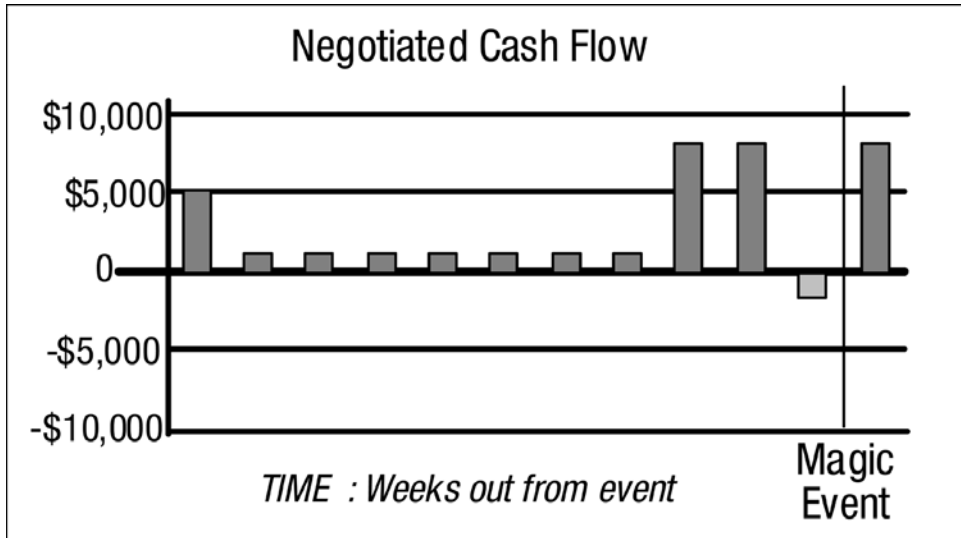 Negotiated Cash Flow
$10,000
$5,000
0
-$5,000
-$10,000
TIME : Weeks out from event
Magic
Event